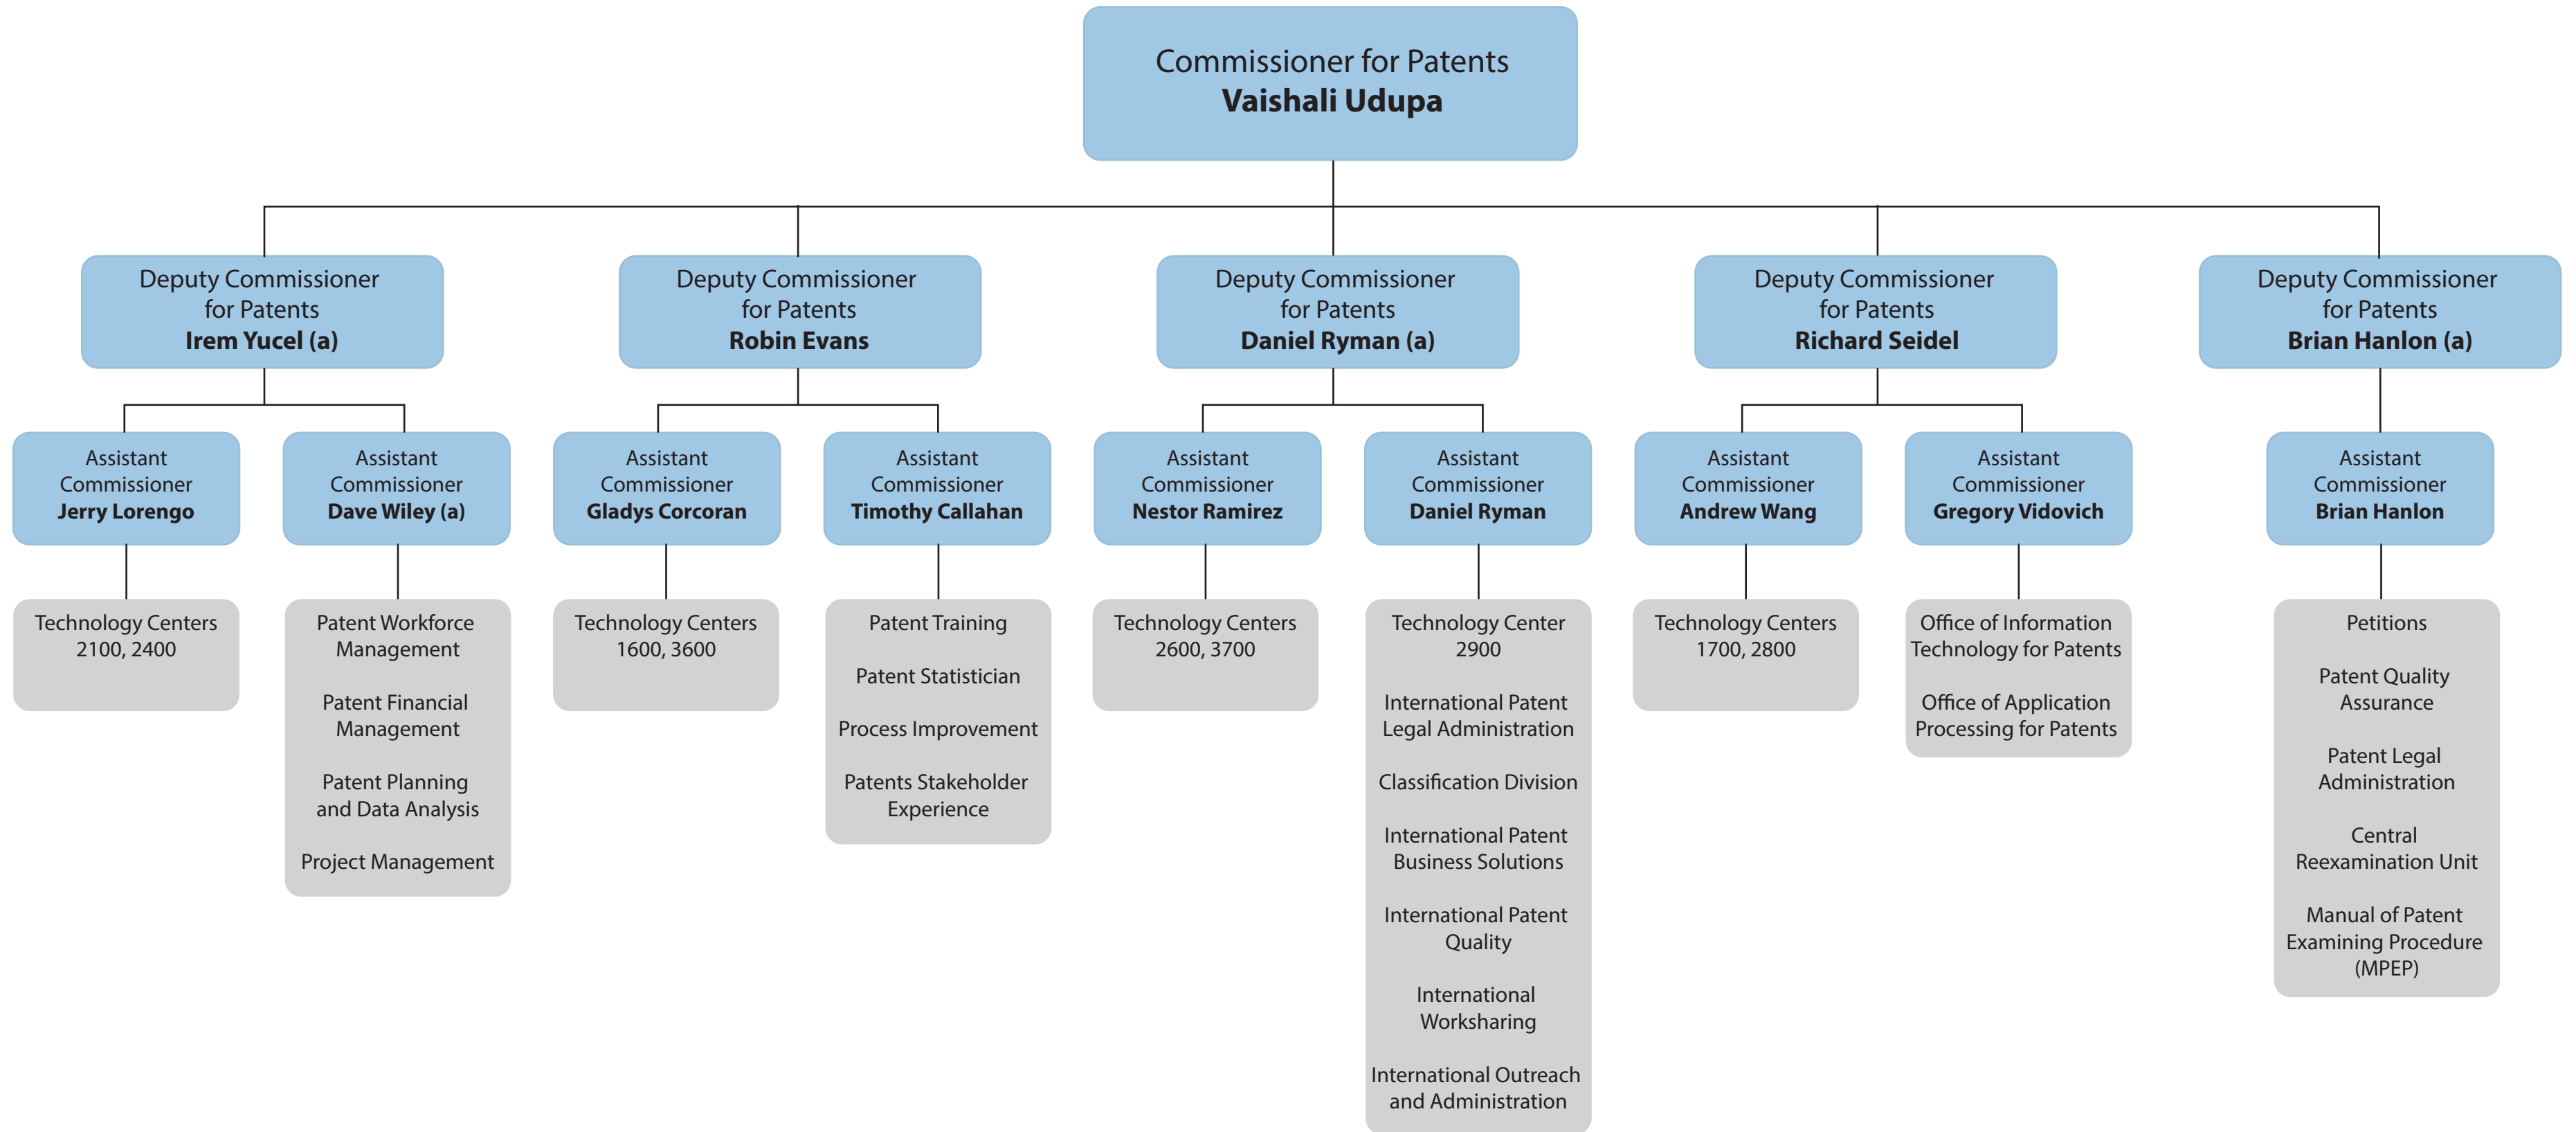 Commissioner for Patents
Vaishali Udupa
Deputy Commissioner
for Patents
Irem Yucel (a)
Deputy Commissioner
for Patents
Robin Evans
Deputy Commissioner
for Patents
Daniel Ryman (a)
Deputy Commissioner
for Patents
Richard Seidel
Deputy Commissioner
for Patents
Brian Hanlon (a)
Assistant
Commissioner
Jerry Lorengo
Assistant
Commissioner
Dave Wiley (a)
Assistant
Commissioner
Gladys Corcoran
Assistant
Commissioner
Timothy Callahan
Assistant
Commissioner
Nestor Ramirez
Assistant
Commissioner
Daniel Ryman
Assistant
Commissioner
Andrew Wang
Assistant
Commissioner
Gregory Vidovich
Assistant
Commissioner
Brian Hanlon
Technology Centers
2100, 2400
Patent Workforce
Management
Patent Financial
Management
Patent Planning
and Data Analysis
Project Management
Technology Centers
1600, 3600
Patent Training
Patent Statistician
Process Improvement
Patents Stakeholder
Experience
Technology Centers
2600, 3700
Technology Center
2900
International Patent
Legal Administration
Classification Division
International Patent
Business Solutions
International Patent
Quality
International
Worksharing
International Outreach
and Administration
Technology Centers
1700, 2800
Office of Information
Technology for Patents
Office of Application
Processing for Patents
Petitions
Patent Quality
Assurance
Patent Legal
Administration
Central
Reexamination Unit
Manual of Patent
Examining Procedure
(MPEP)